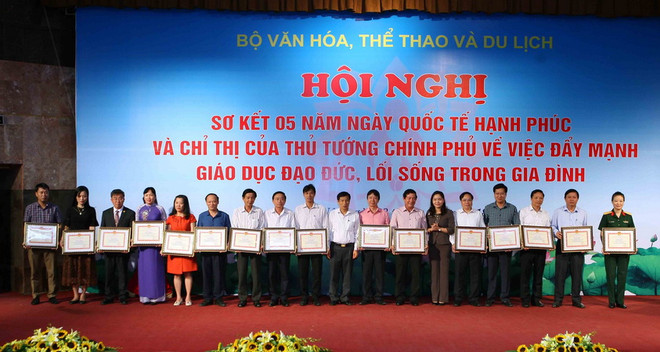 BỘ VĂN HÓA, THỂ THAO VÀ DU LỊCH
HỘI NGHỊ
SƠ KẾT 05 NĂM NGÀY QUỐC TẾ HẠNH PHÚC
VÀ CHỈ THỊ CỦA THỦ TƯỚNG CHÍNH PHỦ VỀ VIỆC ĐẨY MẠNH
GIÁO DỤC ĐẠO ĐỨC, LỐI SỐNG TRONG GIA ĐÌNH